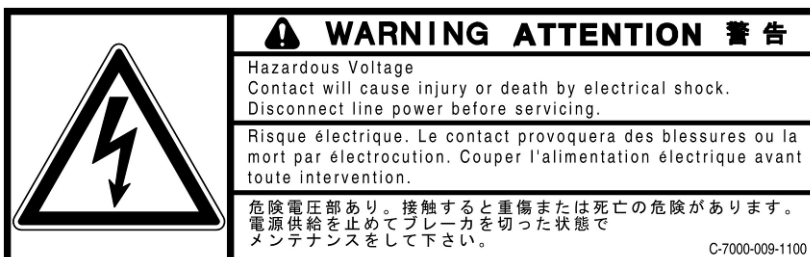 WARNING ATTENTION 警告
Hazardous Voltage
Contact will cause injury or death by electrical shock.
Disconnect line power before servicing.
Risque électrique. Le contact provoquera des blessures ou la
mort par électrocution. Couper l'alimentation électrique avant
toute intervention.
危険電圧部あり。接触すると重傷または死亡の危険があります。
電源供給を止めてブレーカを切った状態で
メンテナンスをして下さい。
C-7000-009-1100